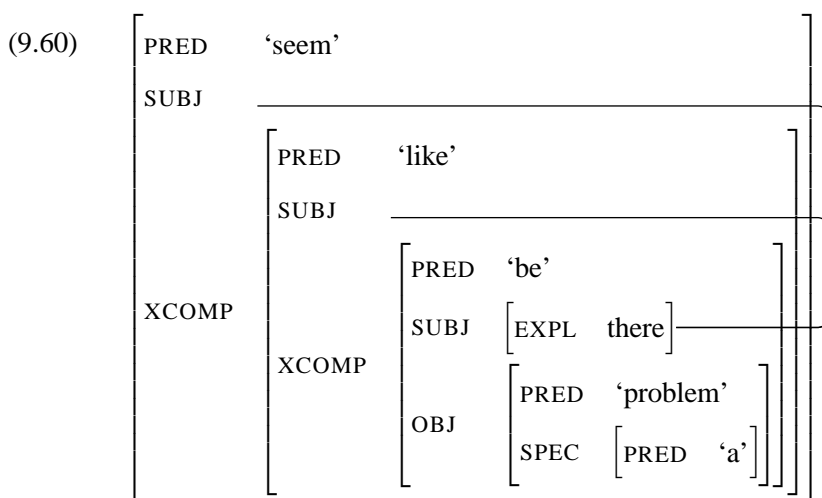 (9.60) PRED ‘seem’
SUBJ
PRED ‘like’
SUBJ
PRED ‘be’
XCOMP SUBJ EXPL there
XCOMP
PRED ‘problem’
OBJ
SPEC PRED ‘a’